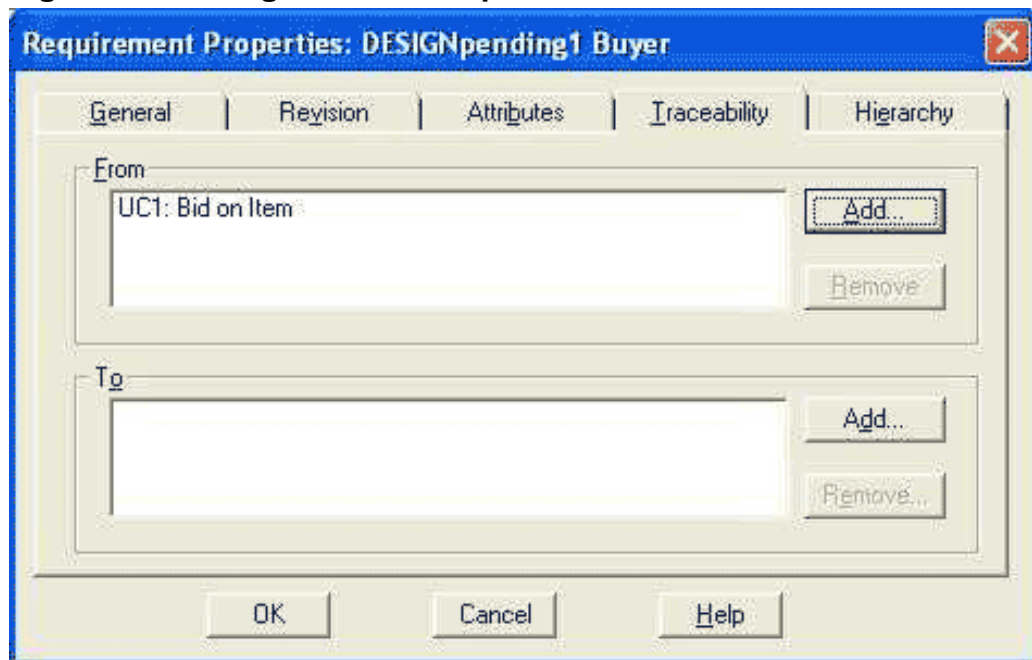 Requirement Properties: DESIGNpending1 Buyer
General Revision Attributes Traceability Hierarchy
From
UC1: Bid on Item
Add...
Remove
To
Add...
Remove...
OK Cancel Help